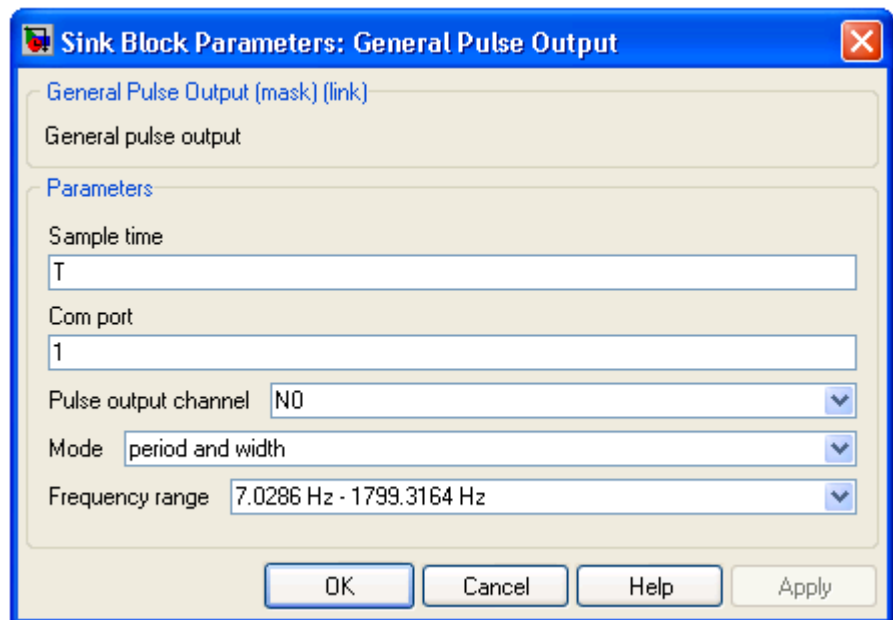 Sink Block Parameters: General Pulse Output
General Pulse Output (mask) (link)
General pulse output
Parameters
Sample time
T
Com port
1
Pulse output channel N0
Mode period and width
Frequency range 7.0286 Hz - 1799.3164 Hz
OK Cancel Help Apply